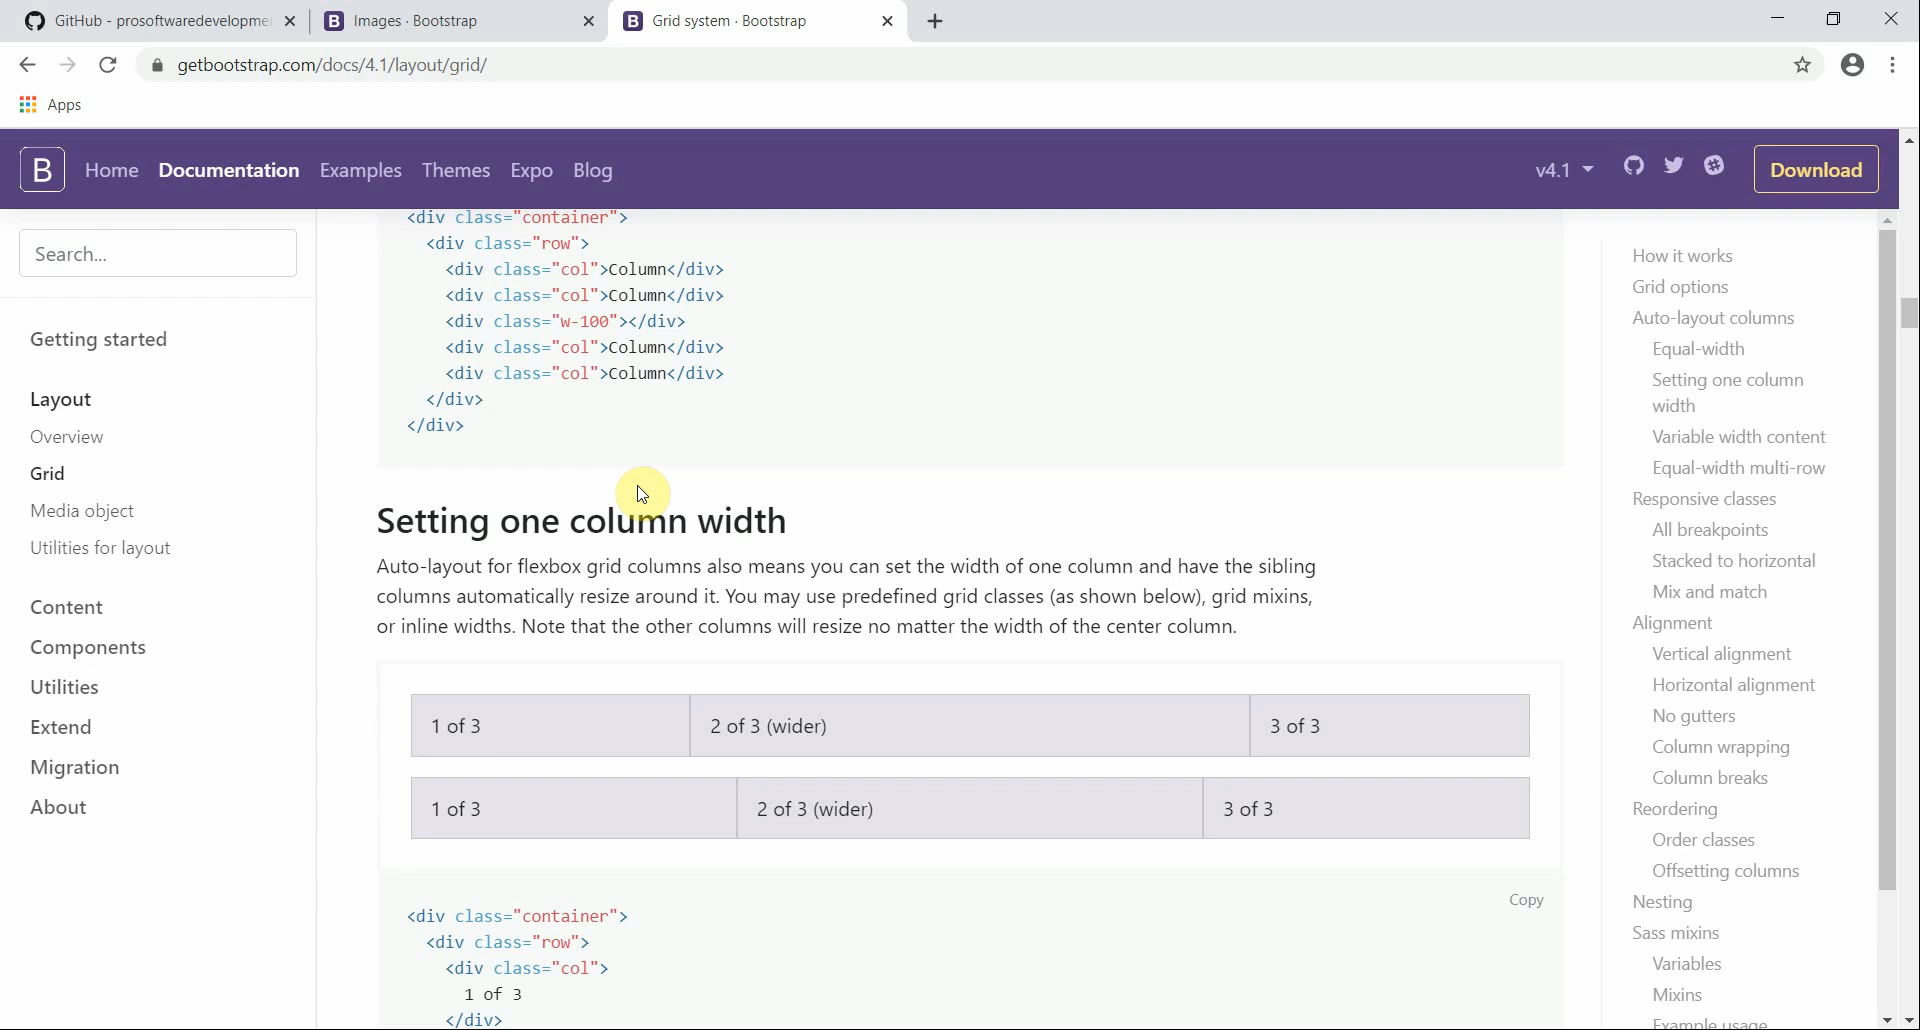 GitHub - prosoftwaredevelopme
Images · Bootstrap
Grid system · Bootstrap
getbootstrap.com/docs/4.1/layout/grid/
Apps
B
Home
Documentation
Examples
Themes
Expo
Blog
v4.1
Download
Search...
Getting started
Layout
Overview
Grid
Media object
Utilities for layout
Content
Components
Utilities
Extend
Migration
About
<div class="container">
<div class="row">
<div class="col">Column</div>
<div class="col">Column</div>
<div class="w-100"></div>
<div class="col">Column</div>
<div class="col">Column</div>
</div>
</div>
Setting one column width
Auto-layout for flexbox grid columns also means you can set the width of one column and have the sibling
columns automatically resize around it. You may use predefined grid classes (as shown below), grid mixins,
or inline widths. Note that the other columns will resize no matter the width of the center column.
1 of 3
2 of 3 (wider)
3 of 3
1 of 3
2 of 3 (wider)
3 of 3
Copy
<div class="container">
<div class="row">
<div class="col">
1 of 3
</div>
How it works
Grid options
Auto-layout columns
Equal-width
Setting one column
width
Variable width content
Equal-width multi-row
Responsive classes
All breakpoints
Stacked to horizontal
Mix and match
Alignment
Vertical alignment
Horizontal alignment
No gutters
Column wrapping
Column breaks
Reordering
Order classes
Offsetting columns
Nesting
Sass mixins
Variables
Mixins
Example usage